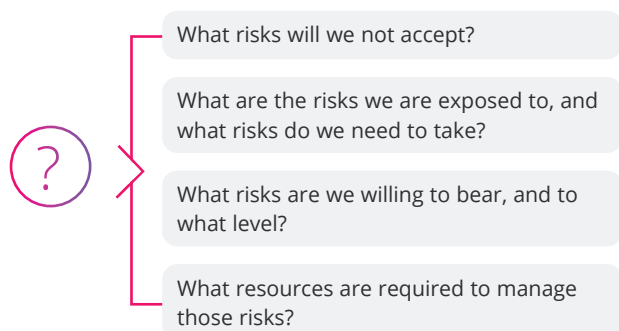 ?
What risks will we not accept?
What are the risks we are exposed to, and
what risks do we need to take?
What risks are we willing to bear, and to
what level?
What resources are required to manage
those risks?